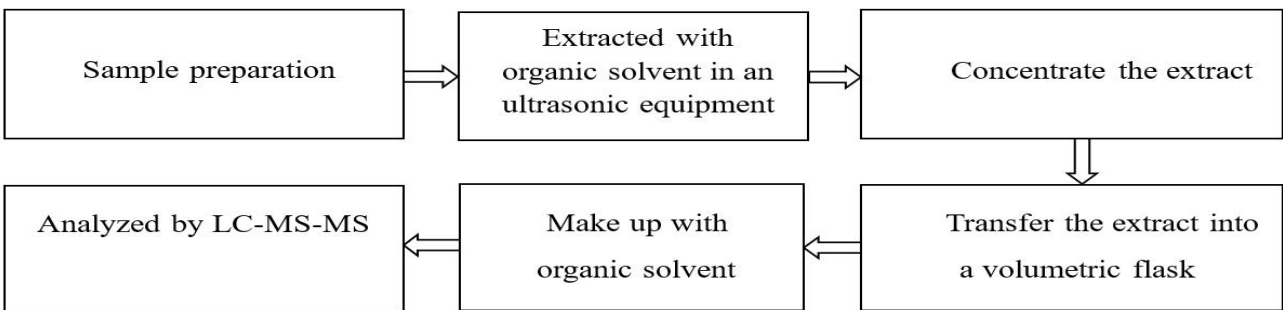 Sample preparation
Extracted with
organic solvent in an
ultrasonic equipment
Concentrate the extract
Transfer the extract into
a volumetric flask
Make up with
organic solvent
Analyzed by LC-MS-MS